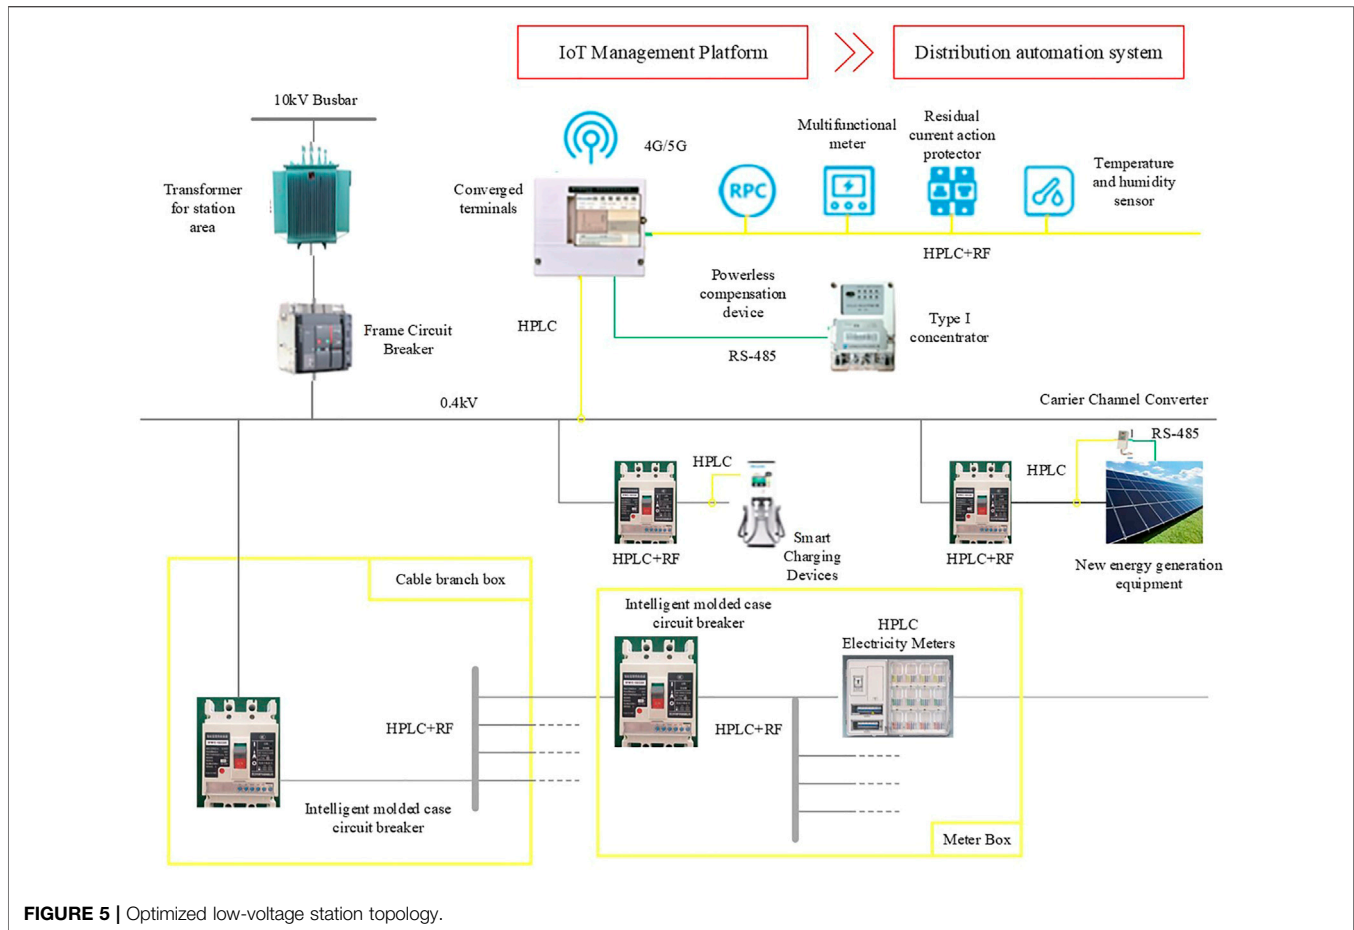 IoT Management Platform
Distribution automation system
10kV Busbar
4G/5G
Multifunctional
meter
Residual
current action
protector
Transformer
for station
area
Converged
terminals
RPC
Temperature
and humidity
sensor
HPLC+RF
Powerless
compensation
device
HPLC
Frame Circuit
Breaker
Type I
concentrator
RS-485
0.4kV
Carrier Channel Converter
RS-485
HPLC
HPLC
HPLC+RF
Smart
Charging
Devices
HPLC+RF
New energy generation
equipment
Cable branch box
Intelligent molded case
circuit breaker
HPLC
Electricity Meters
HPLC+RF
HPLC+RF
Intelligent molded case
circuit breaker
Meter Box
FIGURE 5 | Optimized low-voltage station topology.